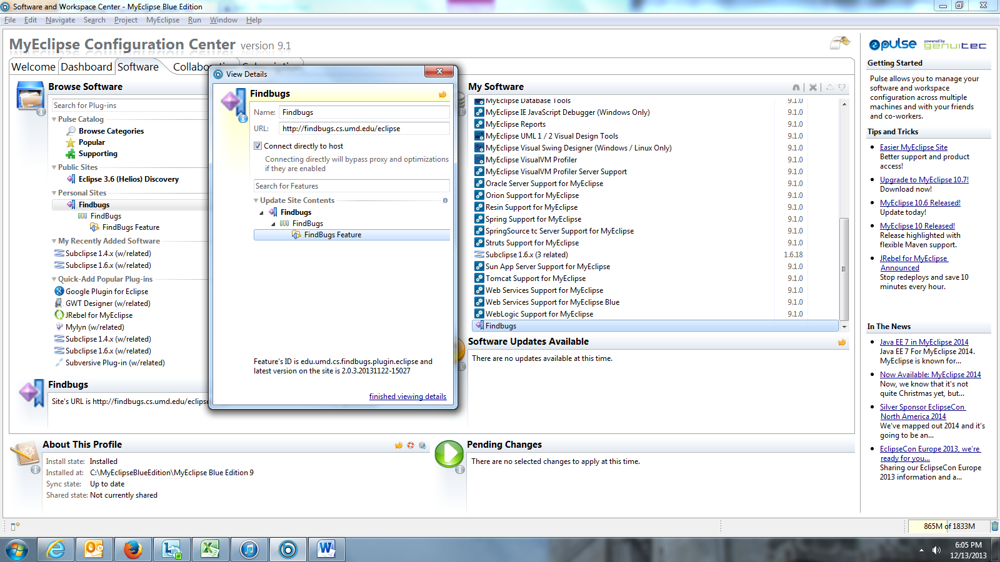 Software and Workspace Center - MyEclipse Blue Edition
File Edit Navigate Search Project MyEclipse Run Window Help
MyEclipse Configuration Center version 9.1
Welcome Dashboard Software
Browse Software
Search for Plug-ins
Pulse Catalog
Browse Categories
Popular
Supporting
Public Sites
Eclipse 3.6 (Helios) Discovery
Personal Sites
Findbugs
FindBugs
FindBugs Feature
My Recently Added Software
Subclipse 1.4.x (w/related)
Subclipse 1.6.x (w/related)
Quick-Add Popular Plug-ins
Google Plugin for Eclipse
GWT Designer (w/related)
JRebel for MyEclipse
Mylyn (w/related)
Subclipse 1.4.x (w/related)
Subclipse 1.6.x (w/related)
Subversive Plug-in (w/related)
Findbugs
Site's URL is http://findbugs.cs.umd.edu/eclipse
View Details
Findbugs
Name: Findbugs
URL: http://findbugs.cs.umd.edu/eclipse
Connect directly to host
Connecting directly will bypass proxy and optimizations
if they are enabled
Search for Features
Update Site Contents
Findbugs
FindBugs
FindBugs Feature
Feature's ID is edu.umd.cs.findbugs.plugin.eclipse and
latest version on the site is 2.0.3.20131122-15027
finished viewing details
My Software
MyEclipse Database Tools 9.1.0
MyEclipse IE JavaScript Debugger (Windows Only) 9.1.0
MyEclipse Reports 9.1.0
MyEclipse UML 1 / 2 Visual Design Tools 9.1.0
MyEclipse Visual Swing Designer (Windows / Linux Only) 9.1.0
MyEclipse VisualVM Profiler 9.1.0
MyEclipse VisualVM Profiler Server Support 9.1.0
Oracle Server Support for MyEclipse 9.1.0
Orion Support for MyEclipse 9.1.0
Resin Support for MyEclipse 9.1.0
Spring Support for MyEclipse 9.1.0
SpringSource tc Server Support for MyEclipse 9.1.0
Struts Support for MyEclipse 9.1.0
Subclipse 1.6.x (3 related) 1.6.18
Sun App Server Support for MyEclipse 9.1.0
Tomcat Support for MyEclipse 9.1.0
Web Services Support for MyEclipse 9.1.0
Web Services Support for MyEclipse Blue 9.1.0
WebLogic Support for MyEclipse 9.1.0
Findbugs
Software Updates Available
There are no updates available at this time.
About This Profile
Install state: Installed
Installed at: C:\MyEclipseBlueEdition\MyEclipse Blue Edition 9
Sync state: Up to date
Shared state: Not currently shared
Pending Changes
There are no selected changes to apply at this time.
pulse powered by genuitec
Getting Started
Pulse allows you to manage your
software and workspace
configuration across multiple
machines and with your friends
and co-workers.
Tips and Tricks
Easier MyEclipse Site
Better support and product
access!
Upgrade to MyEclipse 10.7!
Download now!
MyEclipse 10.6 Released!
Update today!
MyEclipse 10 Released!
Release highlighted with
flexible Maven support.
JRebel for MyEclipse
Announced
Stop redeploys and save 10
minutes every hour.
In The News
Java EE 7 in MyEclipse 2014
Java EE 7 For MyEclipse 2014.
MyEclipse is known for...
Now Available: MyEclipse 2014
Now, we know that it's not
quite Christmas yet, but...
Silver Sponsor EclipseCon
North America 2014
We've mapped out 2014 and it's
going to be an...
EclipseCon Europe 2013, we're
ready for you...
Sharing our EclipseCon Europe
2013 information and a...
865M of 1833M
6:05 PM
12/13/2013